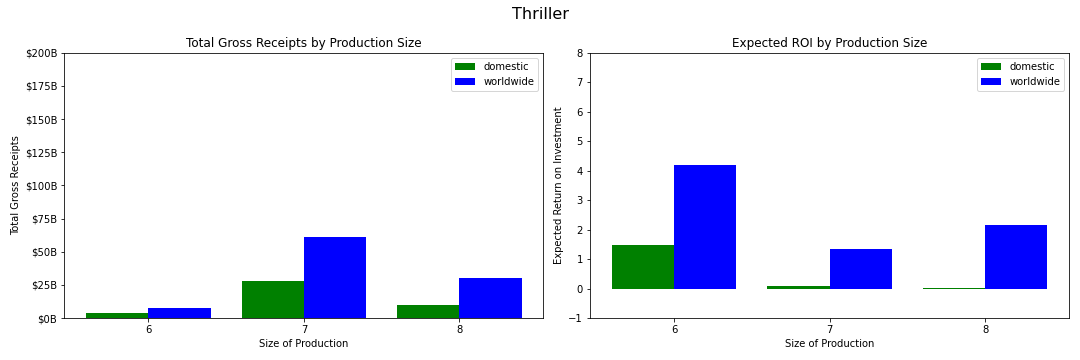 Thriller
Total Gross Receipts by Production Size
$200B
$175B
$150B
$125B
$100B
$75B
$50B
$25B
$0B
Total Gross Receipts
domestic
worldwide
6
7
8
Size of Production
Expected ROI by Production Size
8
7
6
5
4
3
2
1
0
−1
Expected Return on Investment
domestic
worldwide
6
7
8
Size of Production